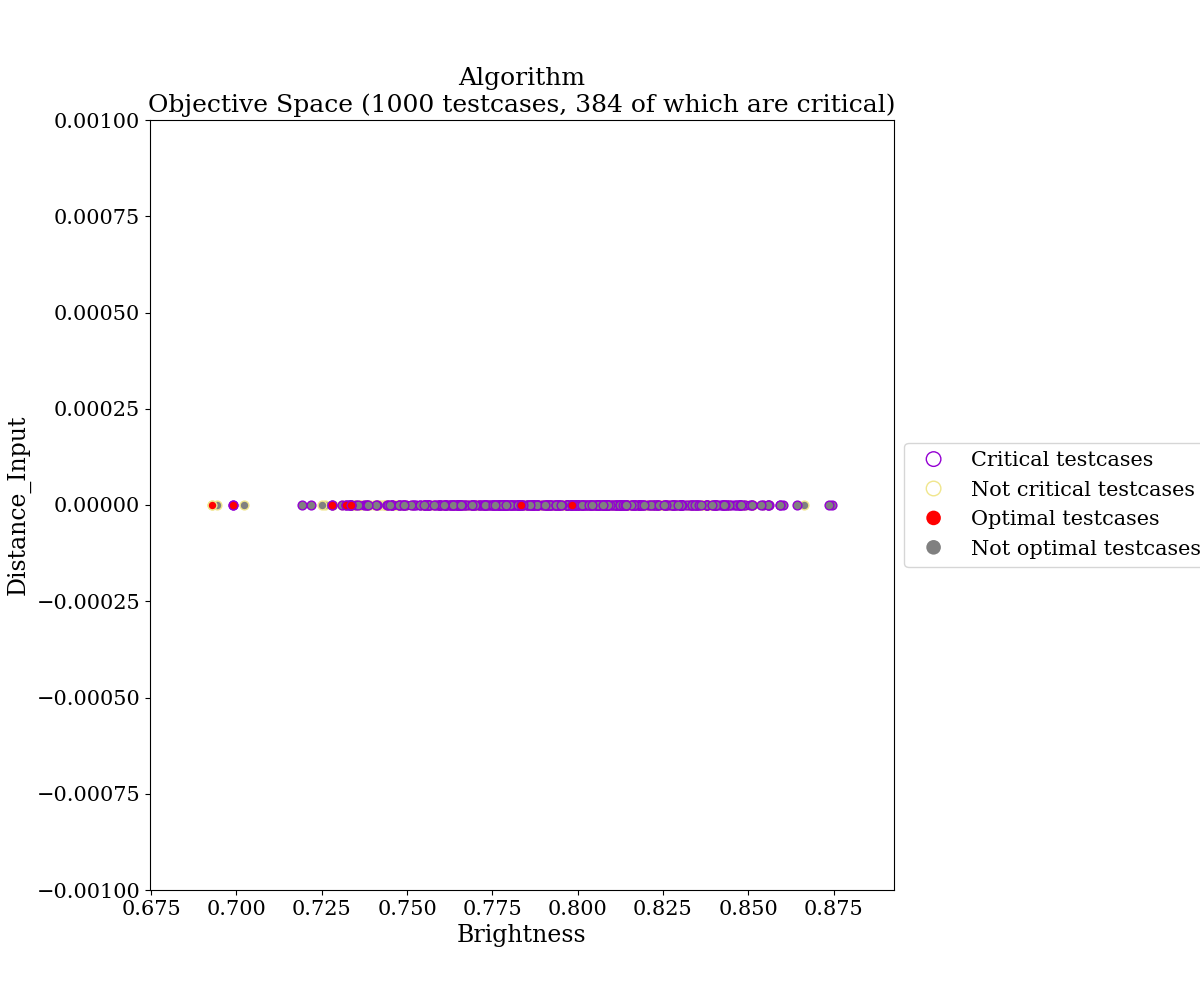 Algorithm
Objective Space (1000 testcases, 384 of which are critical)
0.00100
0.00075
0.00050
0.00025
0.00000
−0.00025
−0.00050
−0.00075
−0.00100
Distance_Input
0.675 0.700 0.725 0.750 0.775 0.800 0.825 0.850 0.875
Brightness
Critical testcases
Not critical testcases
Optimal testcases
Not optimal testcases